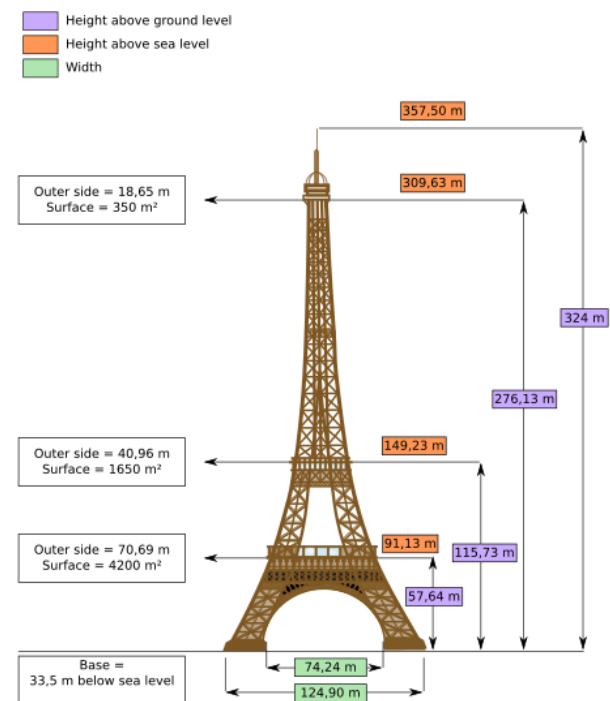 Height above ground level
Height above sea level
Width
357,50 m
309,63 m
Outer side = 18,65 m
Surface = 350 m²
324 m
276,13 m
149,23 m
Outer side = 40,96 m
Surface = 1650 m²
91,13 m
115,73 m
Outer side = 70,69 m
Surface = 4200 m²
57,64 m
Base =
33,5 m below sea level
74,24 m
124,90 m